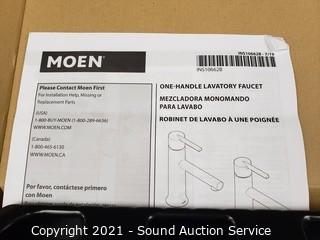 MOEN
INS10662B - 7/19
Please Contact Moen First
For Installation Help, Missing or
Replacement Parts
(USA)
1-800-BUY-MOEN (1-800-289-6636)
WWW.MOEN.COM
(Canada)
1-800-465-6130
WWW.MOEN.CA
Por favor, contáctese primero
con Moen
ONE-HANDLE LAVATORY FAUCET
MEZCLADORA MONOMANDO
PARA LAVABO
ROBINET DE LAVABO À UNE POIGNÉE
Copyright 2021 - Sound Auction Service